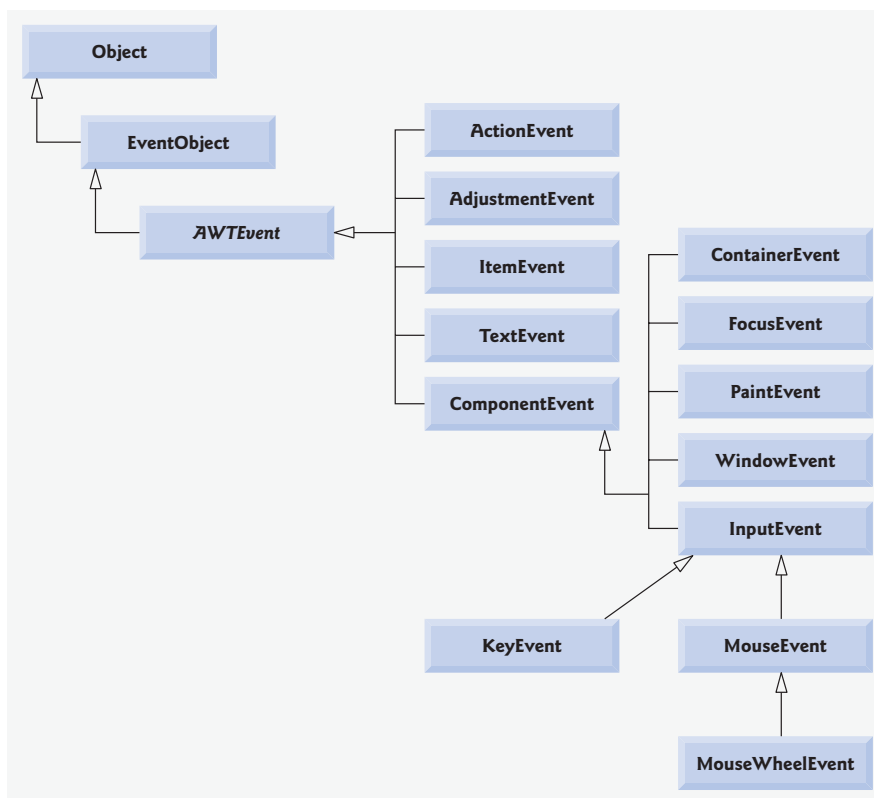 Object
EventObject
AWTEvent
ActionEvent
AdjustmentEvent
ItemEvent
TextEvent
ComponentEvent
ContainerEvent
FocusEvent
PaintEvent
WindowEvent
InputEvent
KeyEvent
MouseEvent
MouseWheelEvent